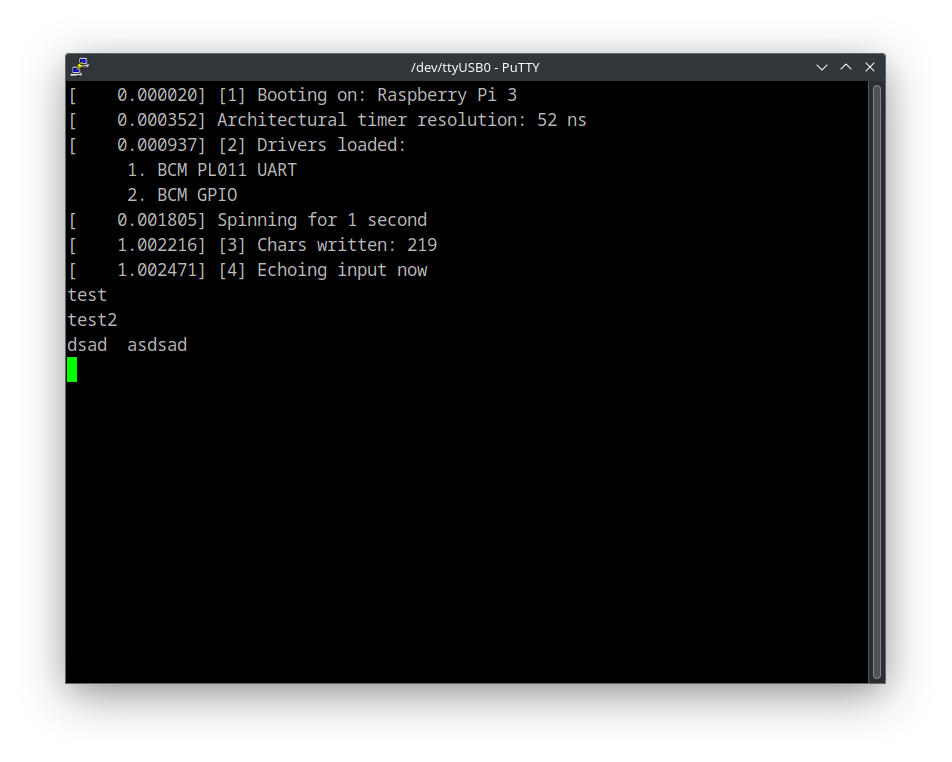 /dev/ttyUSB0 - PuTTY
[    0.000020] [1] Booting on: Raspberry Pi 3
[    0.000352] Architectural timer resolution: 52 ns
[    0.000937] [2] Drivers loaded:
      1. BCM PL011 UART
      2. BCM GPIO
[    0.001805] Spinning for 1 second
[    1.002216] [3] Chars written: 219
[    1.002471] [4] Echoing input now
test
test2
dsad  asdsad